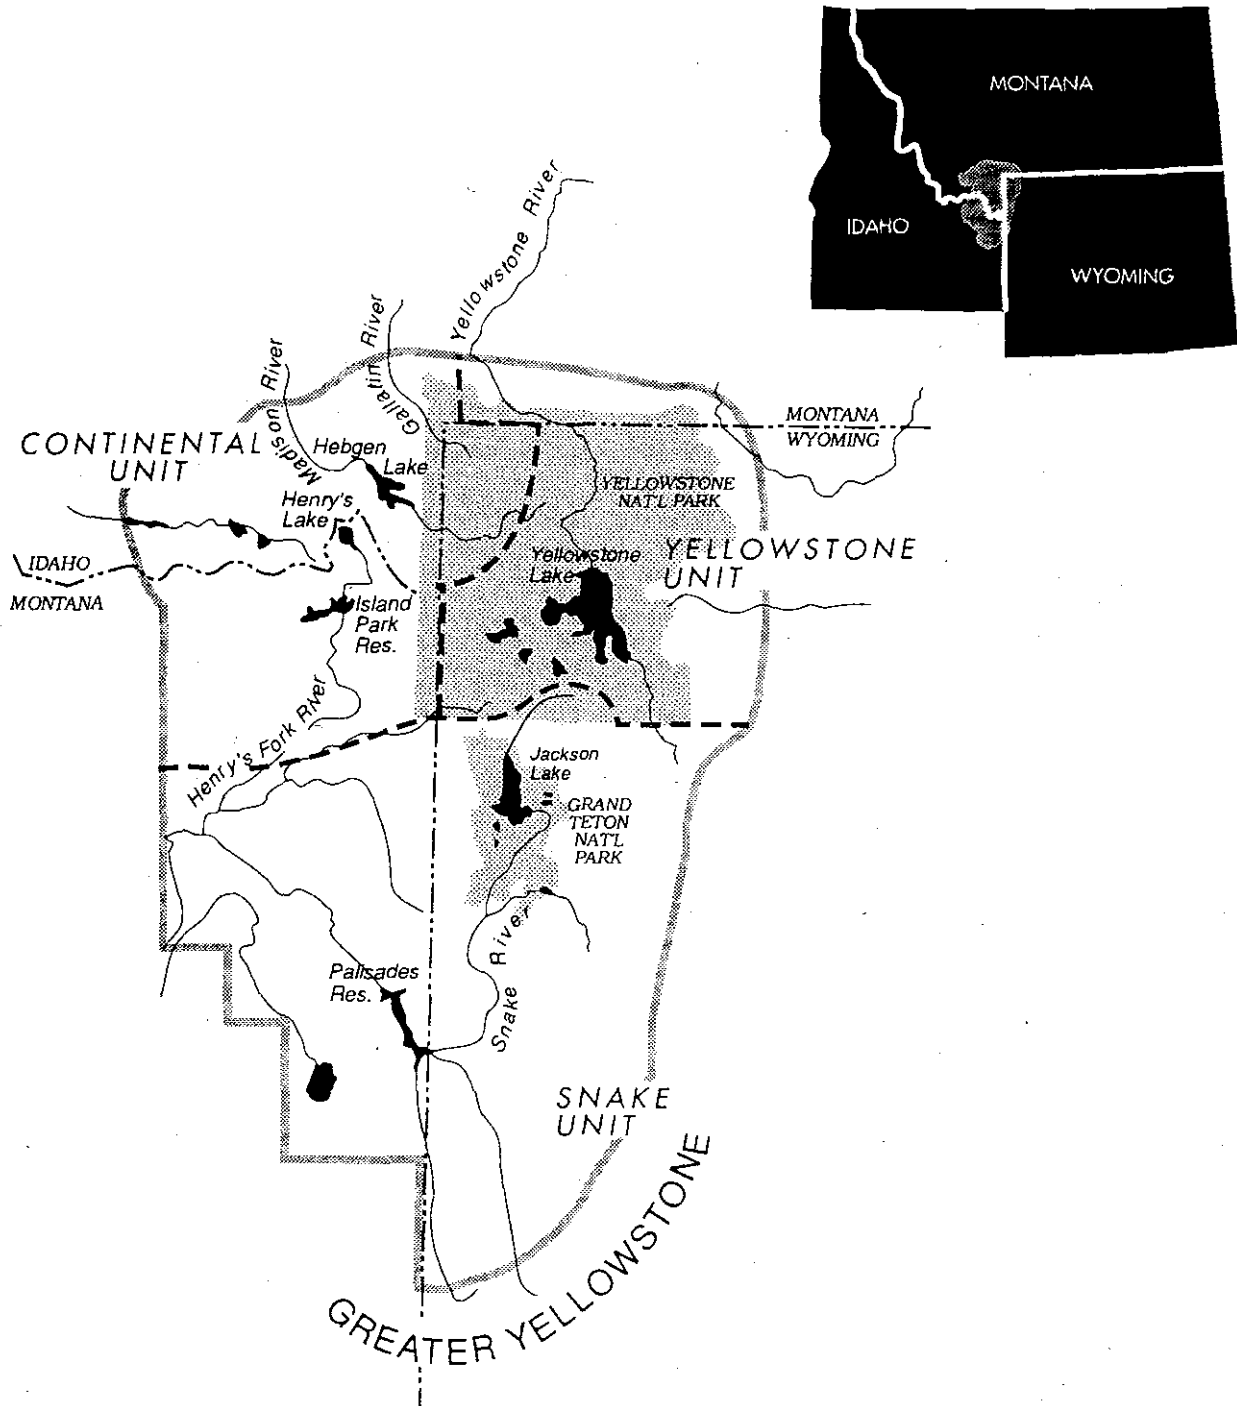 MONTANA
IDAHO
WYOMING
Yellowstone River
Gallatin River
Madison River
MONTANA
WYOMING
CONTINENTAL
UNIT
Hebgen
Lake
Henry's
Lake
YELLOWSTONE
NAT'L PARK
IDAHO
MONTANA
Yellowstone
Lake
YELLOWSTONE
UNIT
Island
Park
Res.
Henry's Fork River
Jackson
Lake
GRAND
TETON
NAT'L
PARK
Palisades
Res.
Snake River
SNAKE
UNIT
GREATER YELLOWSTONE